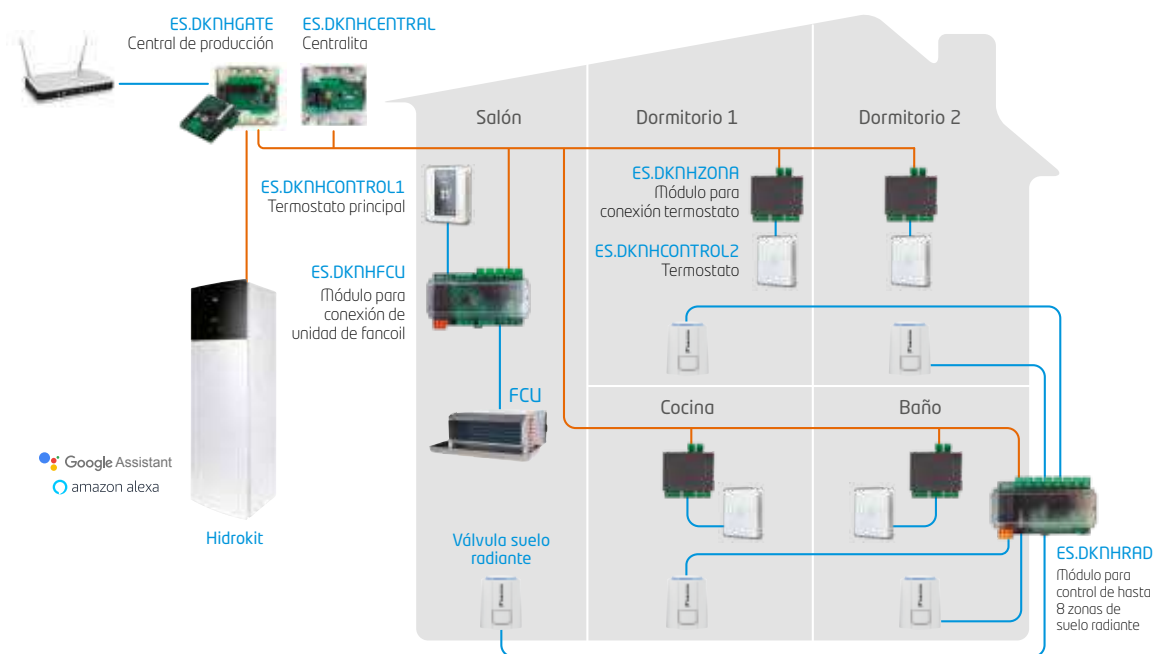 ES.DKNHGATE
Central de producción
ES.DKNHCENTRAL
Centralita
Salón
Dormitorio 1
Dormitorio 2
ES.DKNHCONTROL1
Termostato principal
ES.DKNHZONA
Módulo para
conexión termostato
ES.DKNHCONTROL2
Termostato
ES.DKNHFCU
Módulo para
conexión de
unidad de fancoil
FCU
Cocina
Baño
Google Assistant
amazon alexa
Hidrokit
Válvula suelo
radiante
ES.DKNHRAD
Módulo para
control de hasta
8 zonas de
suelo radiante